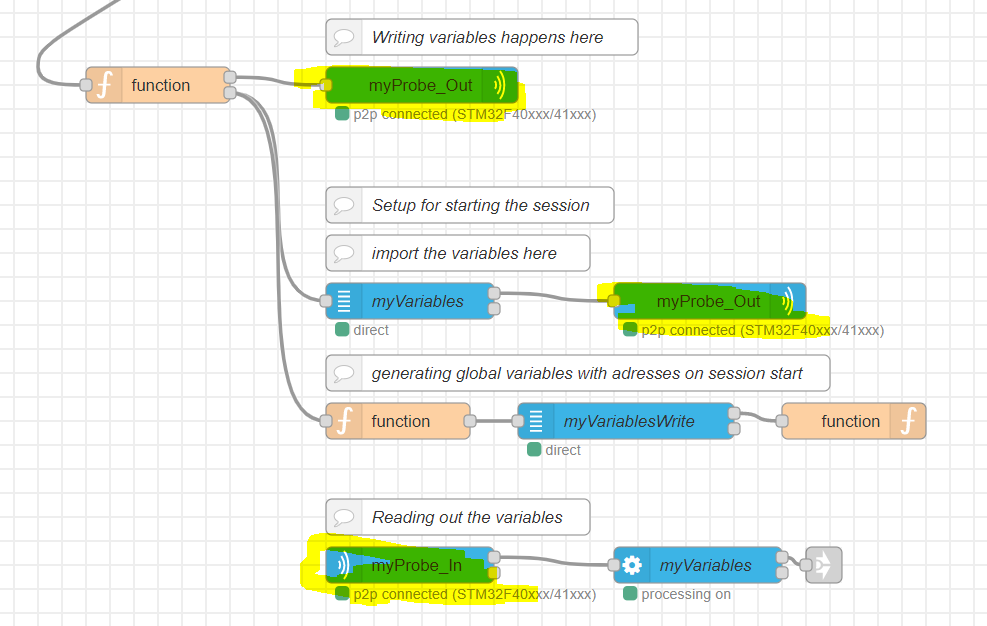 Writing variables happens here
function
myProbe_Out
p2p connected (STM32F40xxx/41xxx)
Setup for starting the session
import the variables here
myVariables
myProbe_Out
direct
p2p connected (STM32F40xxx/41xxx)
generating global variables with adresses on session start
function
myVariablesWrite
function
direct
Reading out the variables
myProbe_In
myVariables
p2p connected (STM32F40xxx/41xxx)
processing on